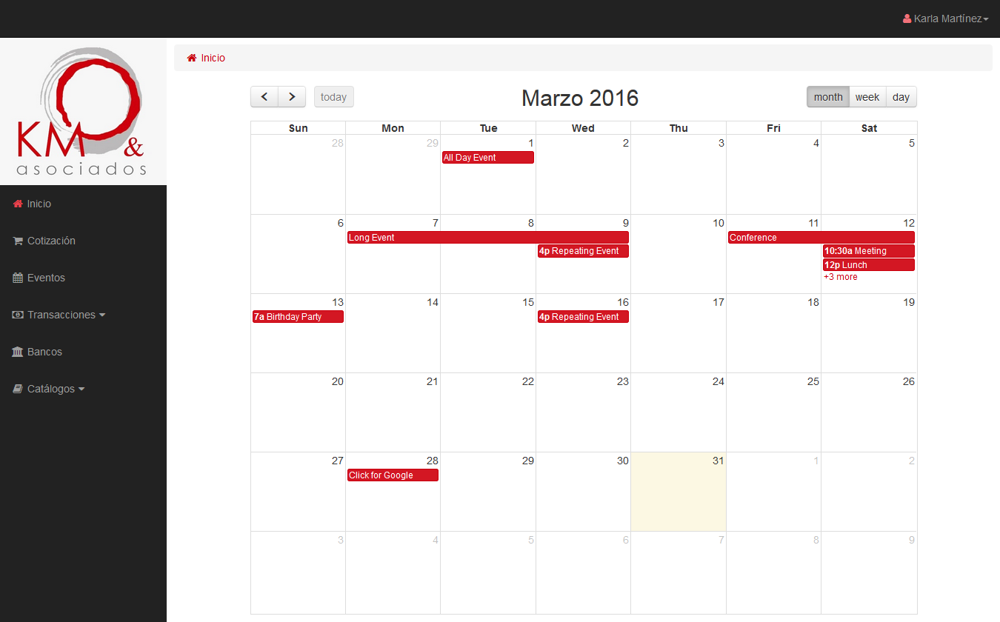 Karla Martínez
KM &
asociados
Inicio
Cotización
Eventos
Transacciones
Bancos
Catálogos
Inicio
today
Marzo 2016
month week day
Sun Mon Tue Wed Thu Fri Sat
28 29 1 2 3 4 5
All Day Event
6 7 8 9 10 11 12
Long Event Conference
4p Repeating Event 10:30a Meeting
12p Lunch
+3 more
13 14 15 16 17 18 19
7a Birthday Party 4p Repeating Event
20 21 22 23 24 25 26
27 28 29 30 31 1 2
Click for Google
3 4 5 6 7 8 9